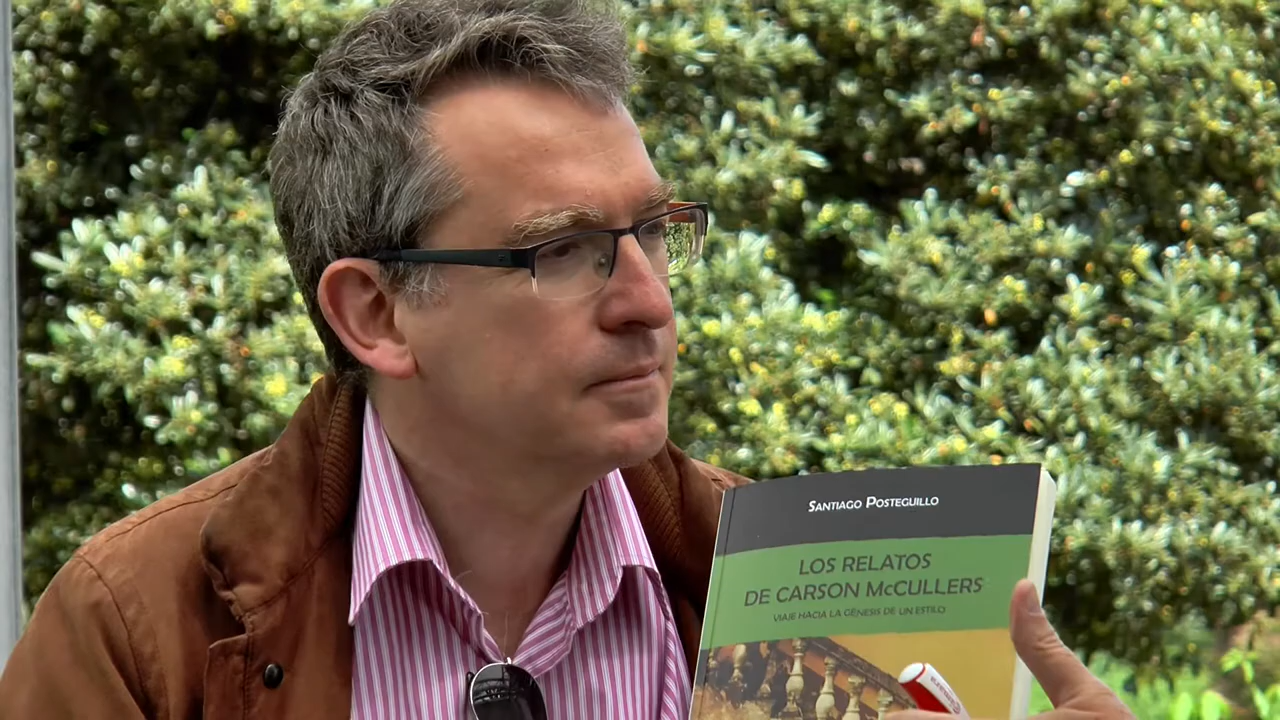 SANTIAGO POSTEGUILLO
LOS RELATOS
DE CARSON McCULLERS
VIAJE HACIA LA GÉNESIS DE UN ESTILO